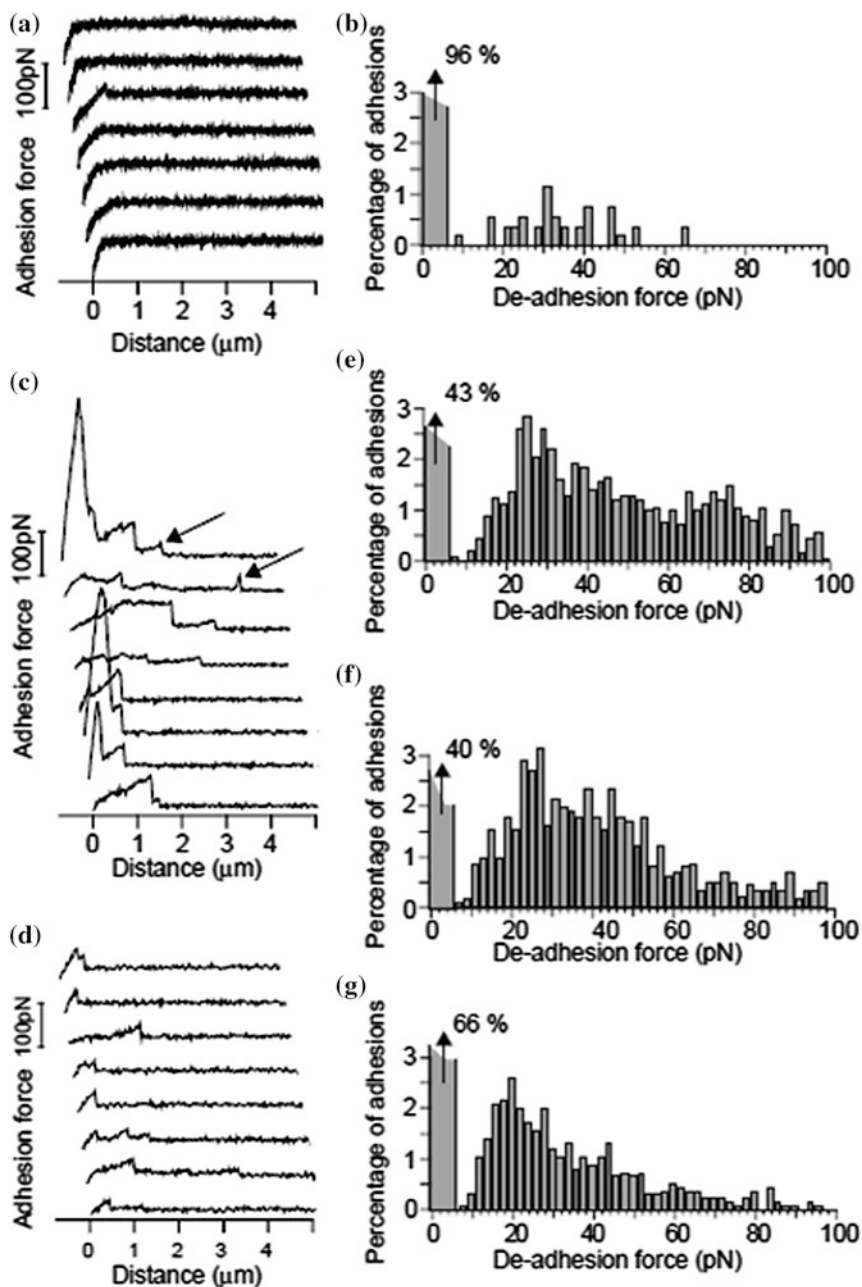 (a)
100pN
Adhesion force
0 1 2 3 4
Distance (μm)
(b)
96 %
Percentage of adhesions
3
2
1
0
0 20 40 60 80 100
De-adhesion force (pN)
(c)
100pN
Adhesion force
0 1 2 3 4
Distance (μm)
(e)
43 %
Percentage of adhesions
3
2
1
0
0 20 40 60 80 100
De-adhesion force (pN)
(f)
40 %
Percentage of adhesions
3
2
1
0
0 20 40 60 80 100
De-adhesion force (pN)
(d)
100pN
Adhesion force
0 1 2 3 4
Distance (μm)
(g)
66 %
Percentage of adhesions
3
2
1
0
0 20 40 60 80 100
De-adhesion force (pN)